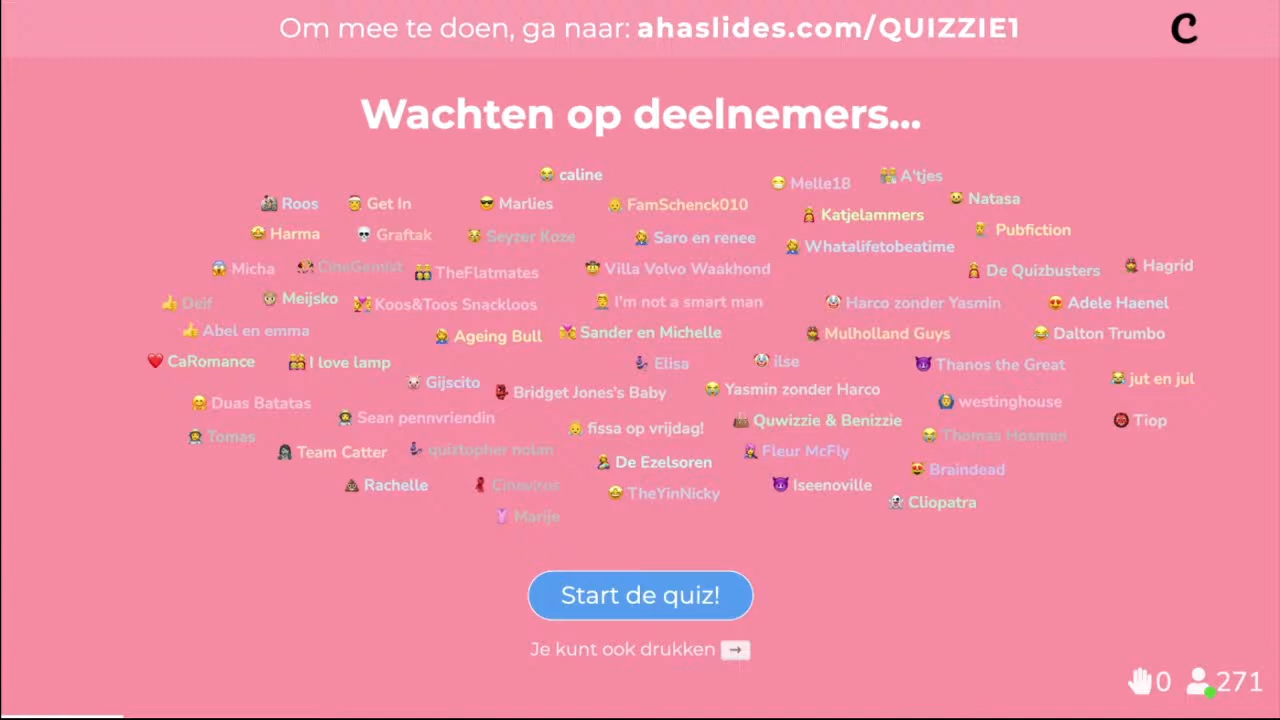 Om mee te doen, ga naar: ahaslides.com/QUIZZIE1
C
Wachten op deelnemers...
caline
Melle18
A'tjes
Roos
Get In
Marlies
FamSchenck010
Katjelammers
Natasa
Harma
Graftak
Seyzer Koze
Saro en renee
Whatalifetobeatime
Pubfiction
Micha
CineGemist
TheFlatmates
Villa Volvo Waakhond
De Quizbusters
Hagrid
Deif
Meijsko
Koos&Toos Snackloos
I'm not a smart man
Harco zonder Yasmin
Adele Haenel
Abel en emma
Ageing Bull
Sander en Michelle
Mulholland Guys
Dalton Trumbo
CaRomance
I love lamp
Elisa
ilse
Thanos the Great
jut en jul
Gijscito
Bridget Jones's Baby
Yasmin zonder Harco
Duas Batatas
Sean pennvriendin
westinghouse
Tomas
fissa op vrijdag!
Quwizzie & Benizzie
Thomas Hosman
Tiop
Team Catter
quiztopher nolan
De Ezelsoren
Fleur McFly
Braindead
Rachelle
Cinevirus
TheYinNicky
Iseenoville
Cliopatra
Marije
Start de quiz!
Je kunt ook drukken →
0 271